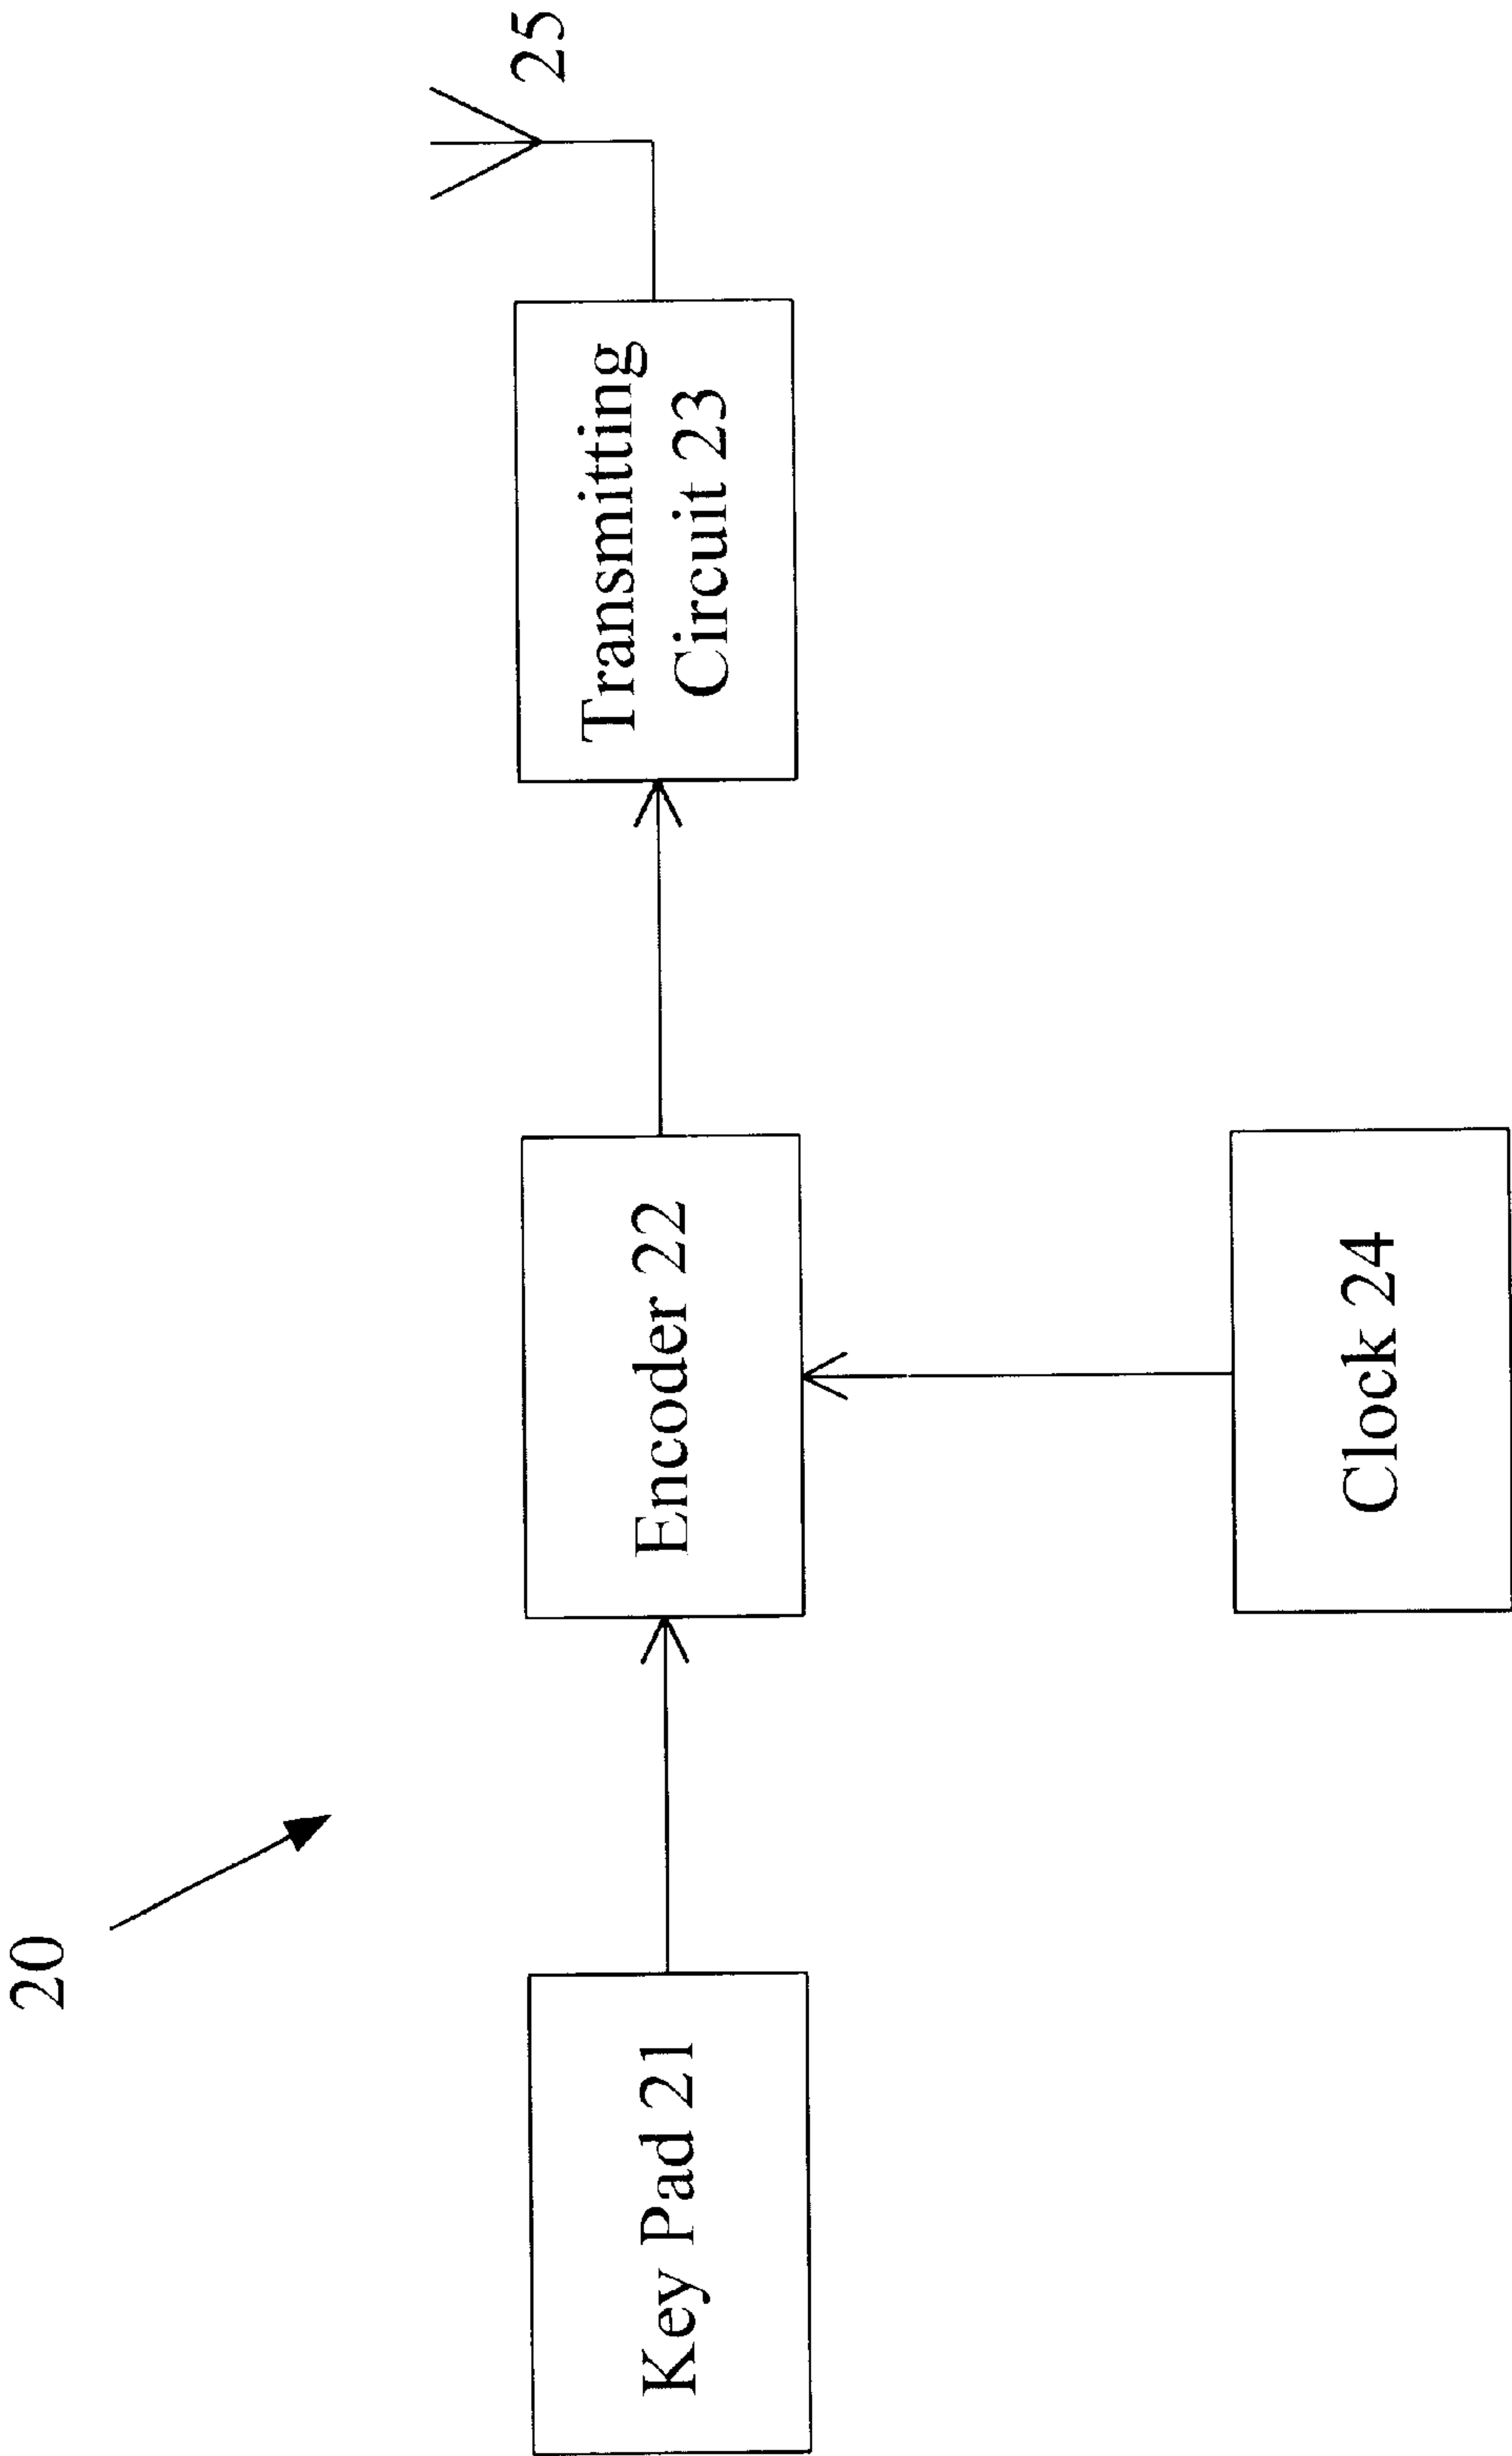 20
25
Key Pad 21
Encoder 22
Transmitting
Circuit 23
Clock 24